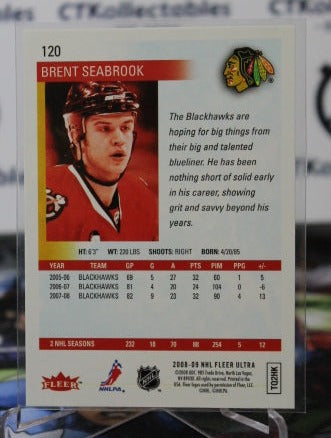 120
BRENT SEABROOK
The Blackhawks are
hoping for big things
from their big and talented
blueliner. He has been
nothing short of solid early
in his career, showing
grit and savvy beyond his
years.
HT: 6'3" WT: 220 LBS SHOOTS: RIGHT BORN: 4/20/85
YEAR TEAM GP G A PTS PIM PPG +/-
2005-06 BLACKHAWKS 69 5 27 32 60 1 5
2006-07 BLACKHAWKS 81 4 20 24 104 0 -6
2007-08 BLACKHAWKS 82 9 23 32 90 4 13
2 NHL SEASONS 232 18 70 88 254 5 12
2008-09 NHL FLEER ULTRA
TQ2HK
FLEER
NHLPA
NHL